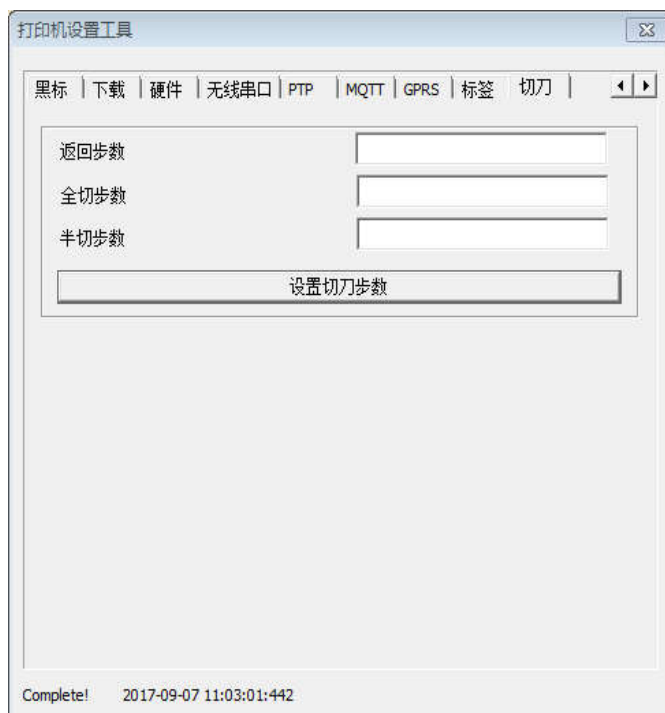 打印机设置工具
黑标 下载 硬件 无线串口 PTP MQTT GPRS 标签 切刀
返回步数
全切步数
半切步数
设置切刀步数
Complete! 2017-09-07 11:03:01:442